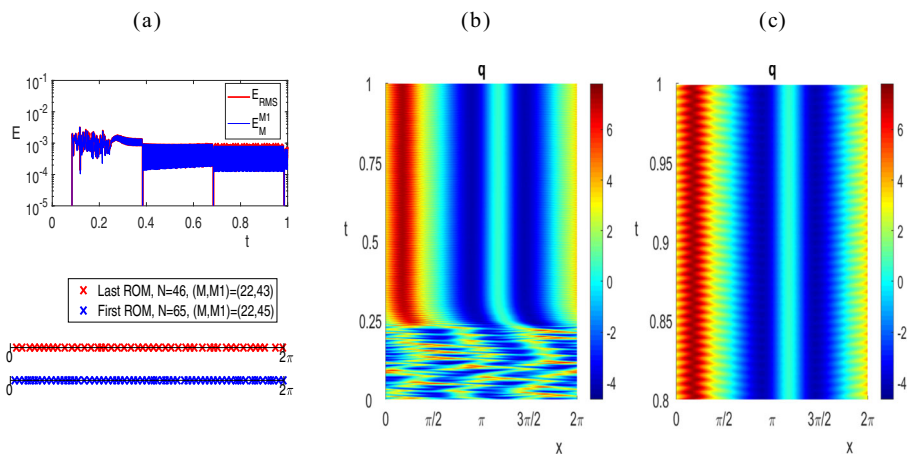 (a)
10^-1
10^-2
10^-3
10^-4
10^-5
E
0 0.2 0.4 0.6 0.8 1
t
E_RMS
E_M^M1
Last ROM, N=46, (M,M1)=(22,43)
First ROM, N=65, (M,M1)=(22,45)
0 2π
0 2π
(b)
q
1
0.75
0.5
0.25
0
t
0 π/2 π 3π/2 2π
x
6
4
2
0
-2
-4
(c)
q
1
0.95
0.9
0.85
0.8
t
0 π/2 π 3π/2 2π
x
6
4
2
0
-2
-4